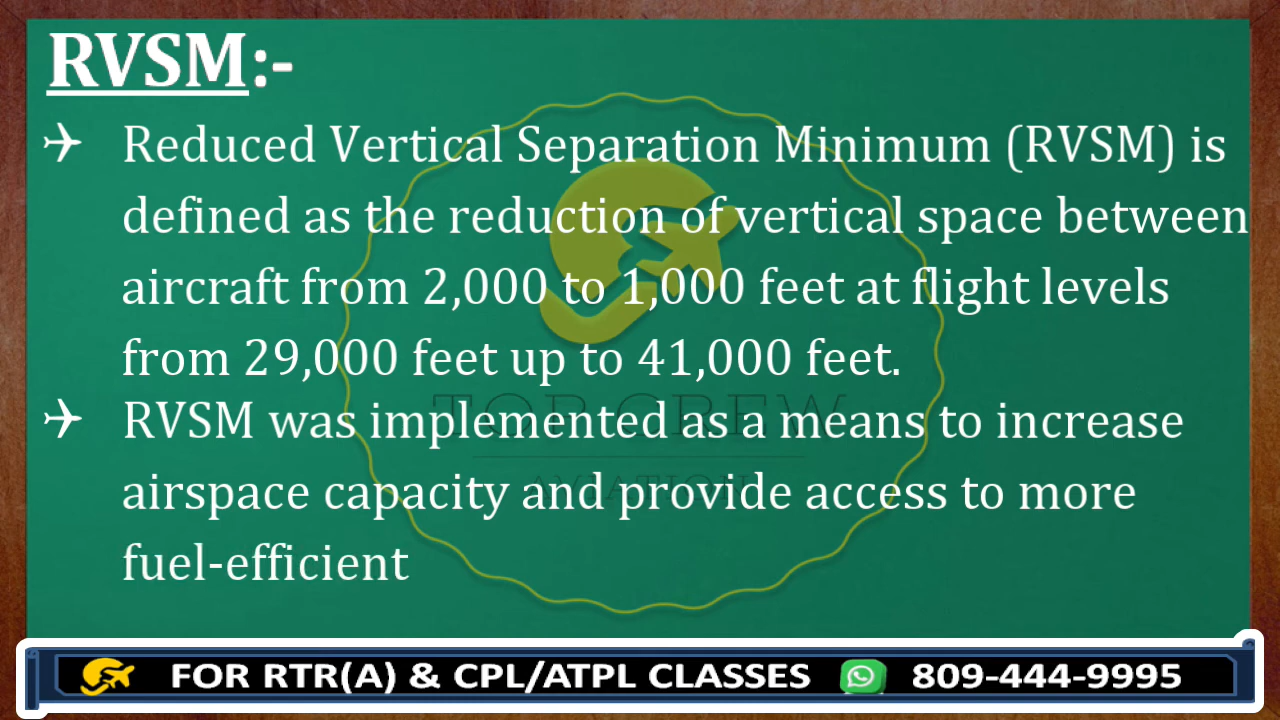 RVSM:-
Reduced Vertical Separation Minimum (RVSM) is
defined as the reduction of vertical space between
aircraft from 2,000 to 1,000 feet at flight levels
from 29,000 feet up to 41,000 feet.
RVSM was implemented as a means to increase
airspace capacity and provide access to more
fuel-efficient
TOP CREW
AVIATION
FOR RTR(A) & CPL/ATPL CLASSES 809-444-9995